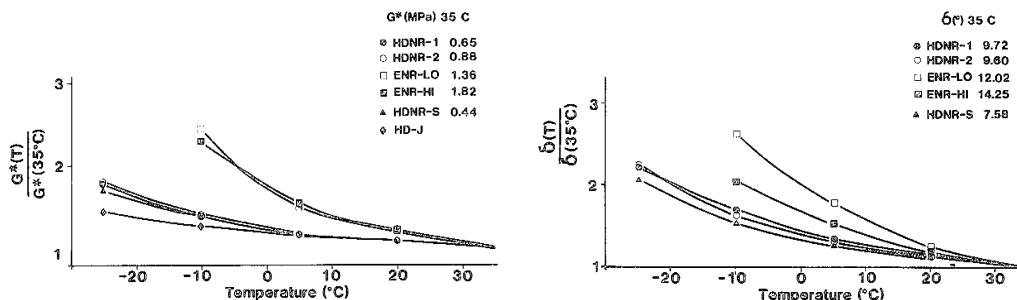 G*(MPa) 35 C
HDNR-1 0.65
HDNR-2 0.88
ENR-LO 1.36
ENR-HI 1.82
HDNR-S 0.44
HD-J
3
2
1
G*(T)
G*(35°C)
-20 -10 0 10 20 30
Temperature (°C)
δ(°) 35 C
HDNR-1 9.72
HDNR-2 9.60
ENR-LO 12.02
ENR-HI 14.25
HDNR-S 7.58
3
2
1
δ(T)
δ(35°C)
-20 -10 0 10 20 30
Temperature (°C)